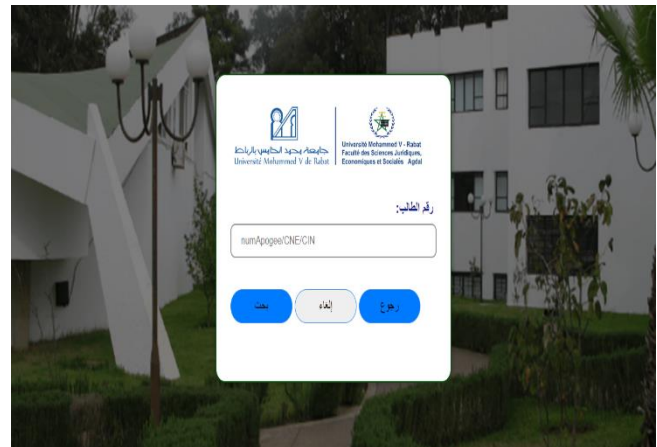 جامعة محمد الخامس بالرباط
Université Mohammed V de Rabat
Université Mohammed V - Rabat
Faculté des Sciences Juridiques,
Economiques et Sociales Agdal
رقم الطالب:
numApogee/CNE/CIN
بحث
إلغاء
رجوع